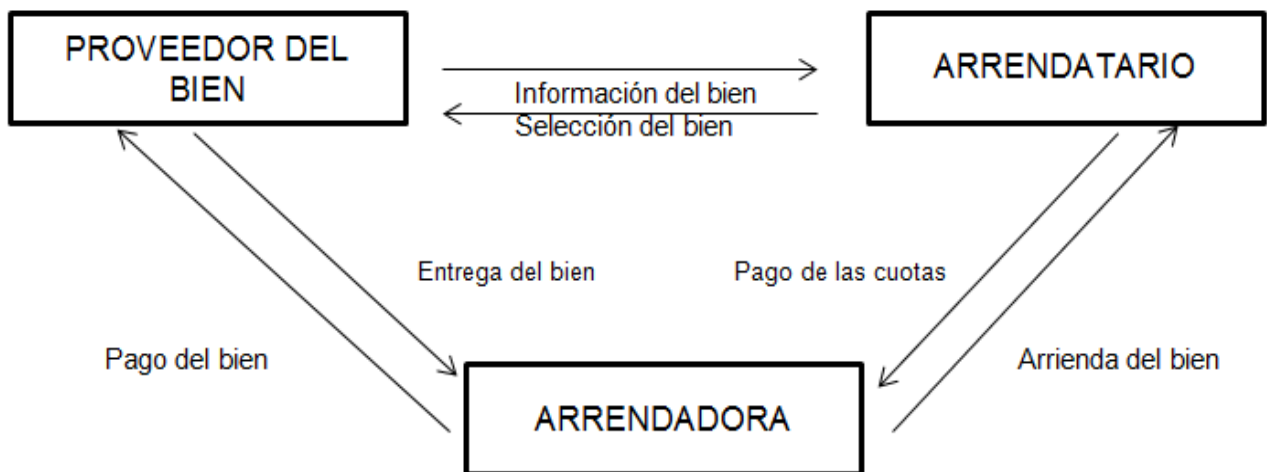 PROVEEDOR DEL
BIEN
ARRENDATARIO
Información del bien
Selección del bien
Entrega del bien
Pago de las cuotas
Pago del bien
Arrienda del bien
ARRENDADORA